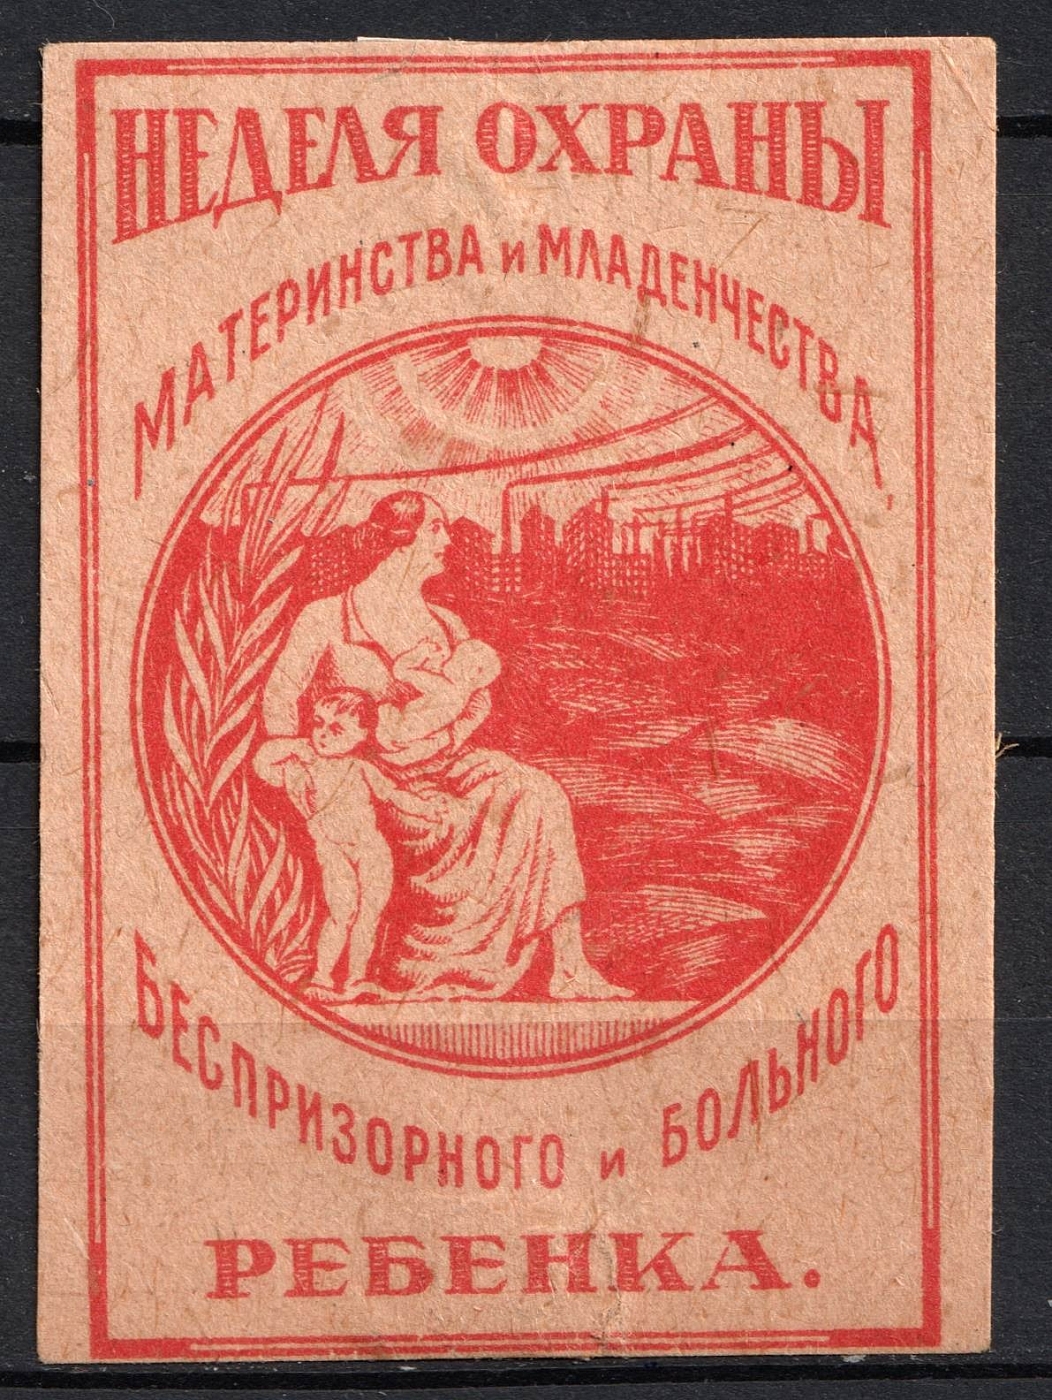 НЕДЕЛЯ ОХРАНЫ
МАТЕРИНСТВА и МЛАДЕНЧЕСТВА,
БЕСПРИЗОРНОГО и БОЛЬНОГО
РЕБЕНКА.